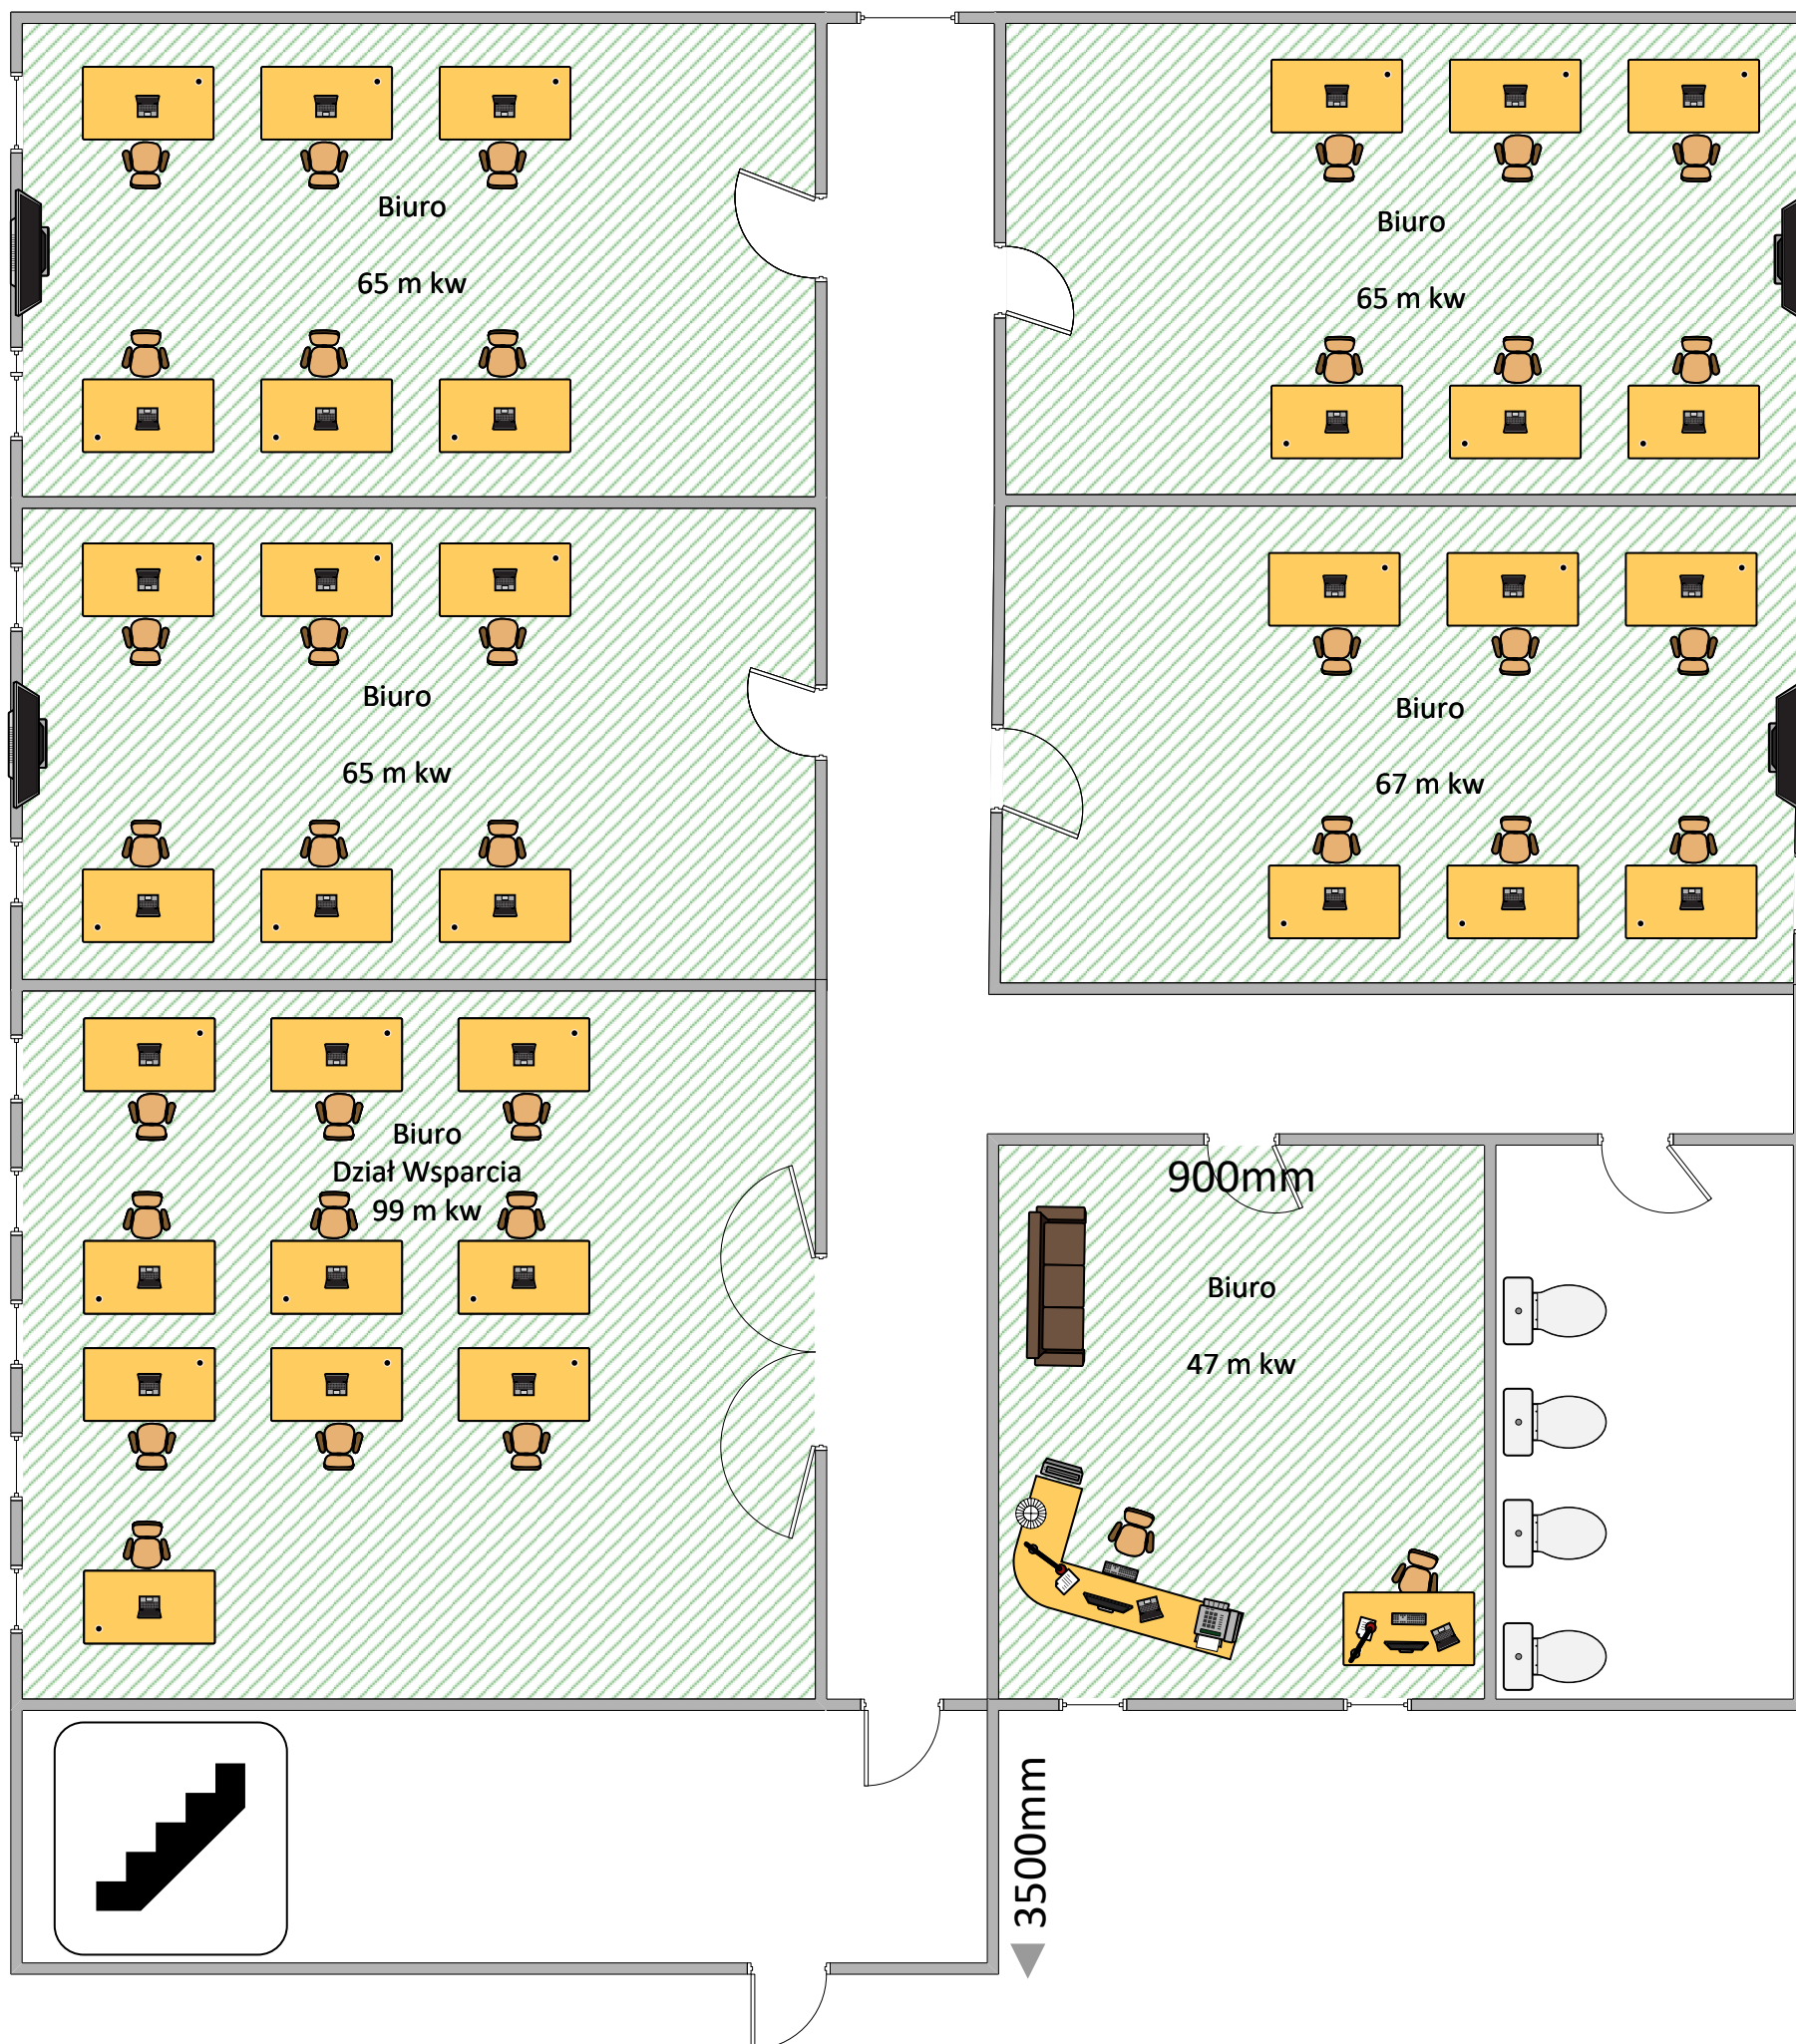 Biuro
65 m kw
Biuro
65 m kw
Biuro
65 m kw
Biuro
67 m kw
Biuro
Dział Wsparcia
99 m kw
900mm
Biuro
47 m kw
3500mm